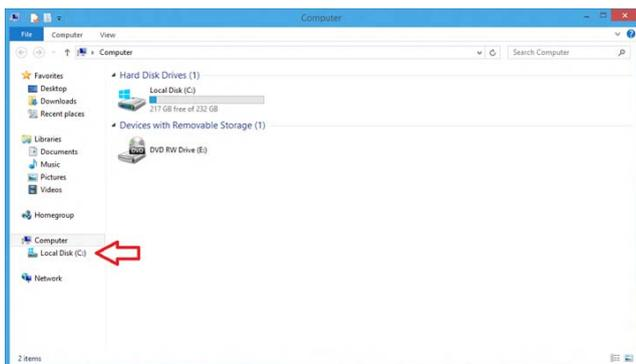 Computer
File Computer View
Computer
Search Computer
Favorites
Desktop
Downloads
Recent places
Libraries
Documents
Music
Pictures
Videos
Homegroup
Computer
Local Disk (C:)
Network
Hard Disk Drives (1)
Local Disk (C:)
217 GB free of 232 GB
Devices with Removable Storage (1)
DVD
DVD RW Drive (E:)
2 items